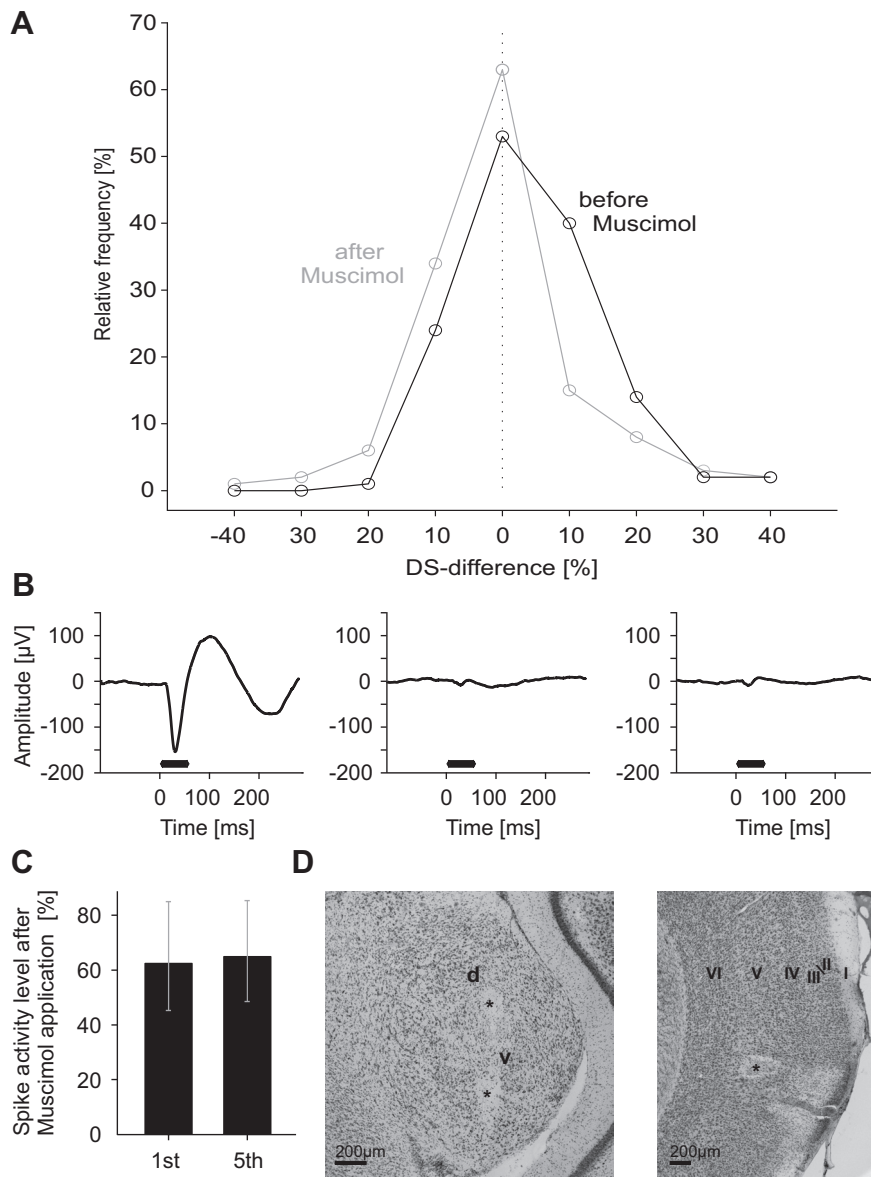 A
70
60
50
40
30
20
10
0
Relative frequency [%]
after
Muscimol
before
Muscimol
-40 30 20 10 0 10 20 30 40
DS-difference [%]
B
Amplitude [µV]
100
0
-100
-200
0 100 200
Time [ms]
100
0
-100
-200
0 100 200
Time [ms]
100
0
-100
-200
0 100 200
Time [ms]
C
Spike activity level after
Muscimol application [%]
80
60
40
20
0
1st 5th
D
d
*
v
*
200µm
VI V IV III II I
*
200µm